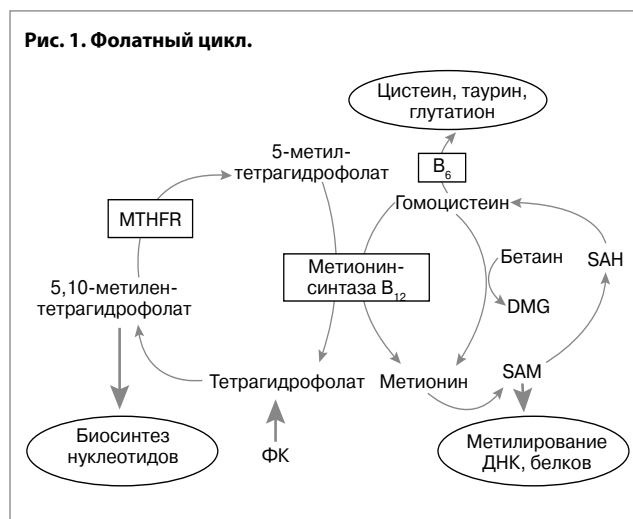 Рис. 1. Фолатный цикл.
Цистеин, таурин,
глутатион
5-метил-
тетрагидрофолат
B6
Гомоцистеин
MTHFR
Метионин-
синтаза B12
Бетаин
SAH
5,10-метилен-
тетрагидрофолат
DMG
Тетрагидрофолат
Метионин
SAM
Биосинтез
нуклеотидов
ФК
Метилирование
ДНК, белков